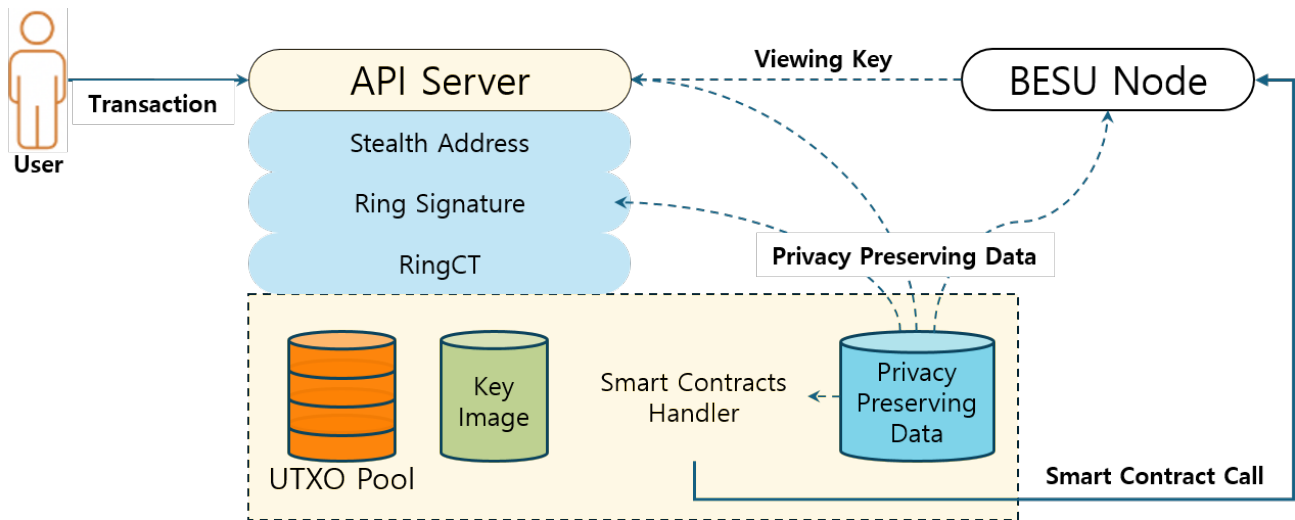 Viewing Key
API Server
BESU Node
Transaction
Stealth Address
User
Ring Signature
Privacy Preserving Data
RingCT
Key
Image
Smart Contracts
Handler
Privacy
Preserving
Data
UTXO Pool
Smart Contract Call